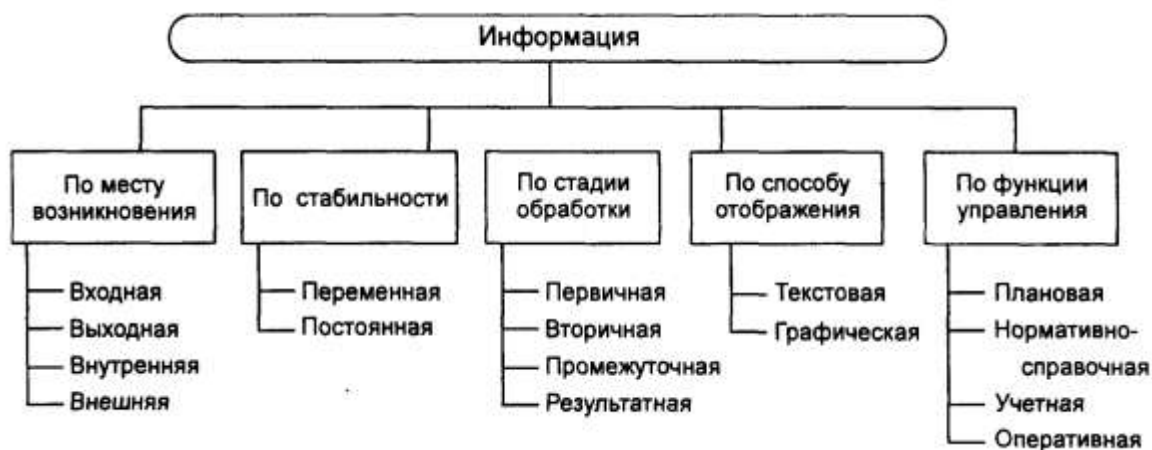 Информация
По месту
возникновения
Входная
Выходная
Внутренняя
Внешняя
По стабильности
Переменная
Постоянная
По стадии
обработки
Первичная
Вторичная
Промежуточная
Результатная
По способу
отображения
Текстовая
Графическая
По функции
управления
Плановая
Нормативно-
справочная
Учетная
Оперативная